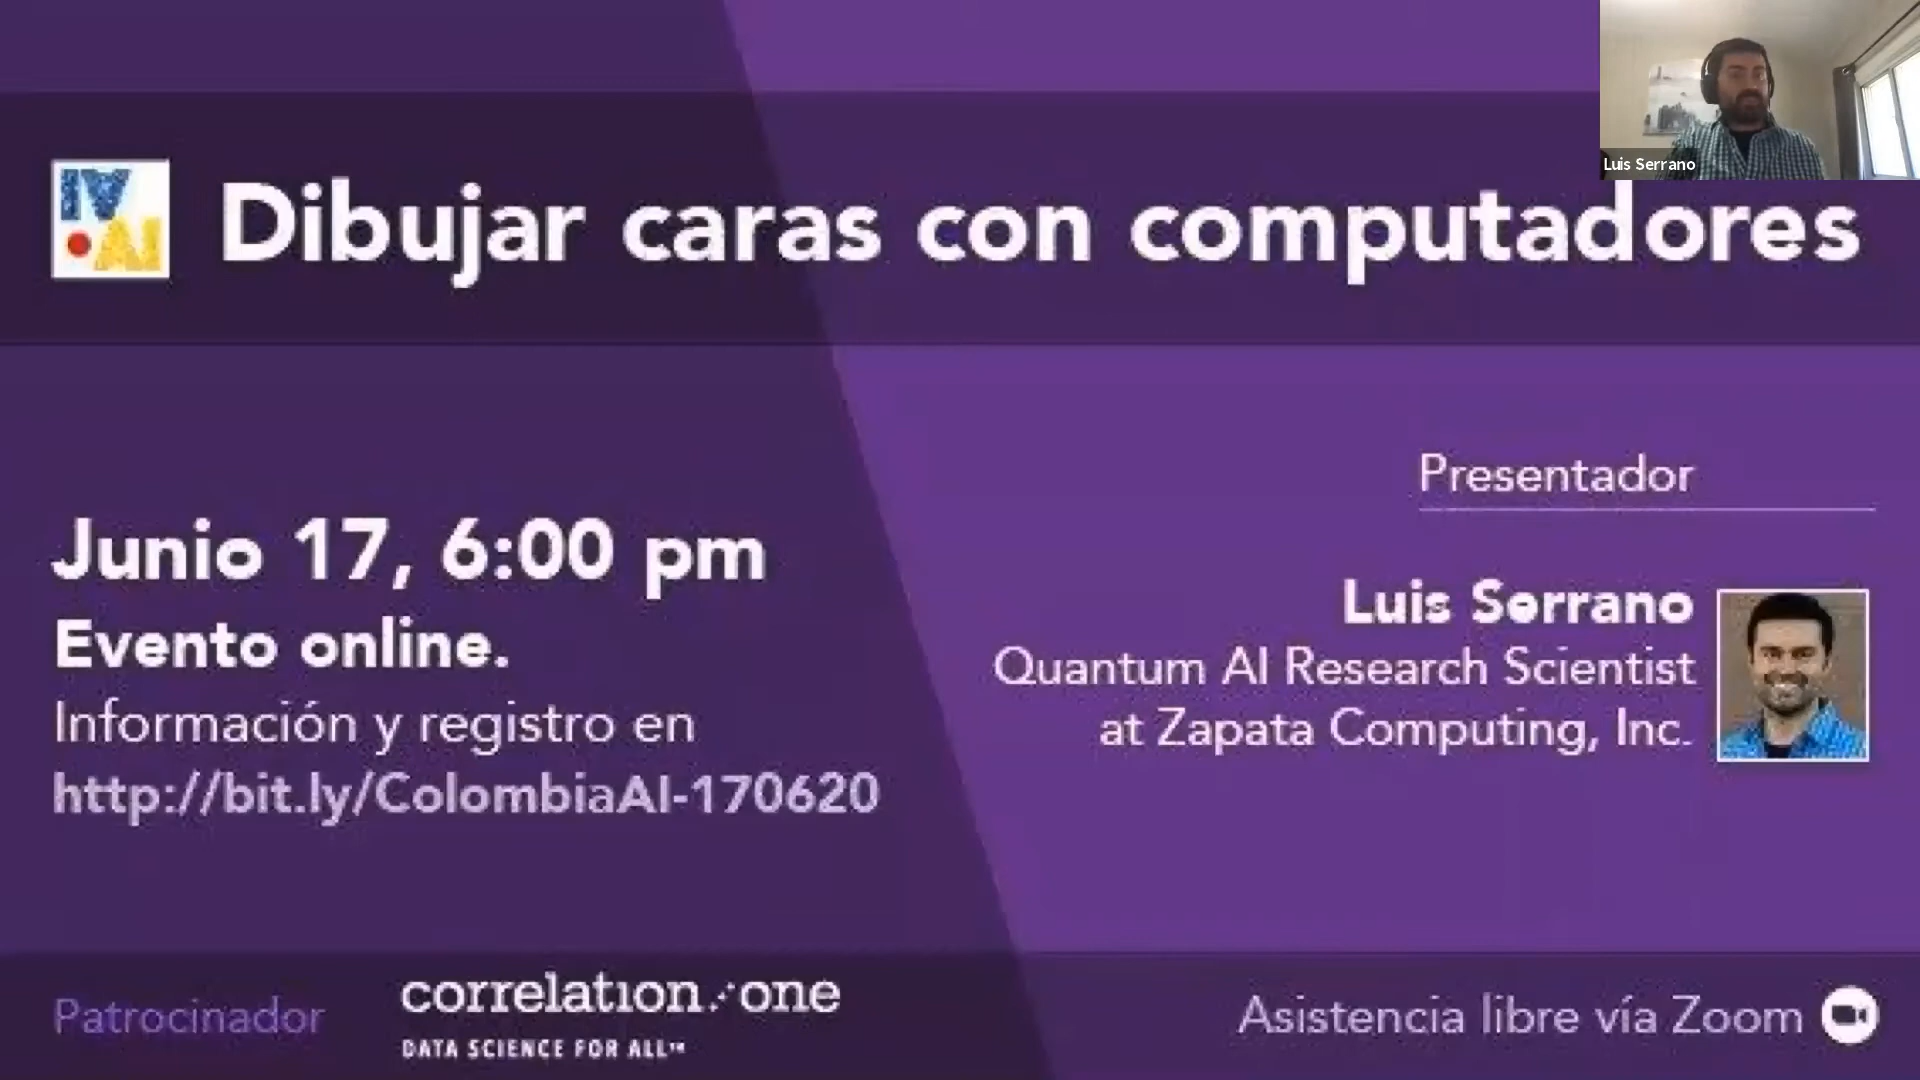 Luis Serrano
Dibujar caras con computadores
Junio 17, 6:00 pm
Evento online.
Información y registro en
http://bit.ly/ColombiaAI-170620
Presentador
Luis Serrano
Quantum AI Research Scientist
at Zapata Computing, Inc.
Patrocinador
correlation one
DATA SCIENCE FOR ALL™
Asistencia libre vía Zoom